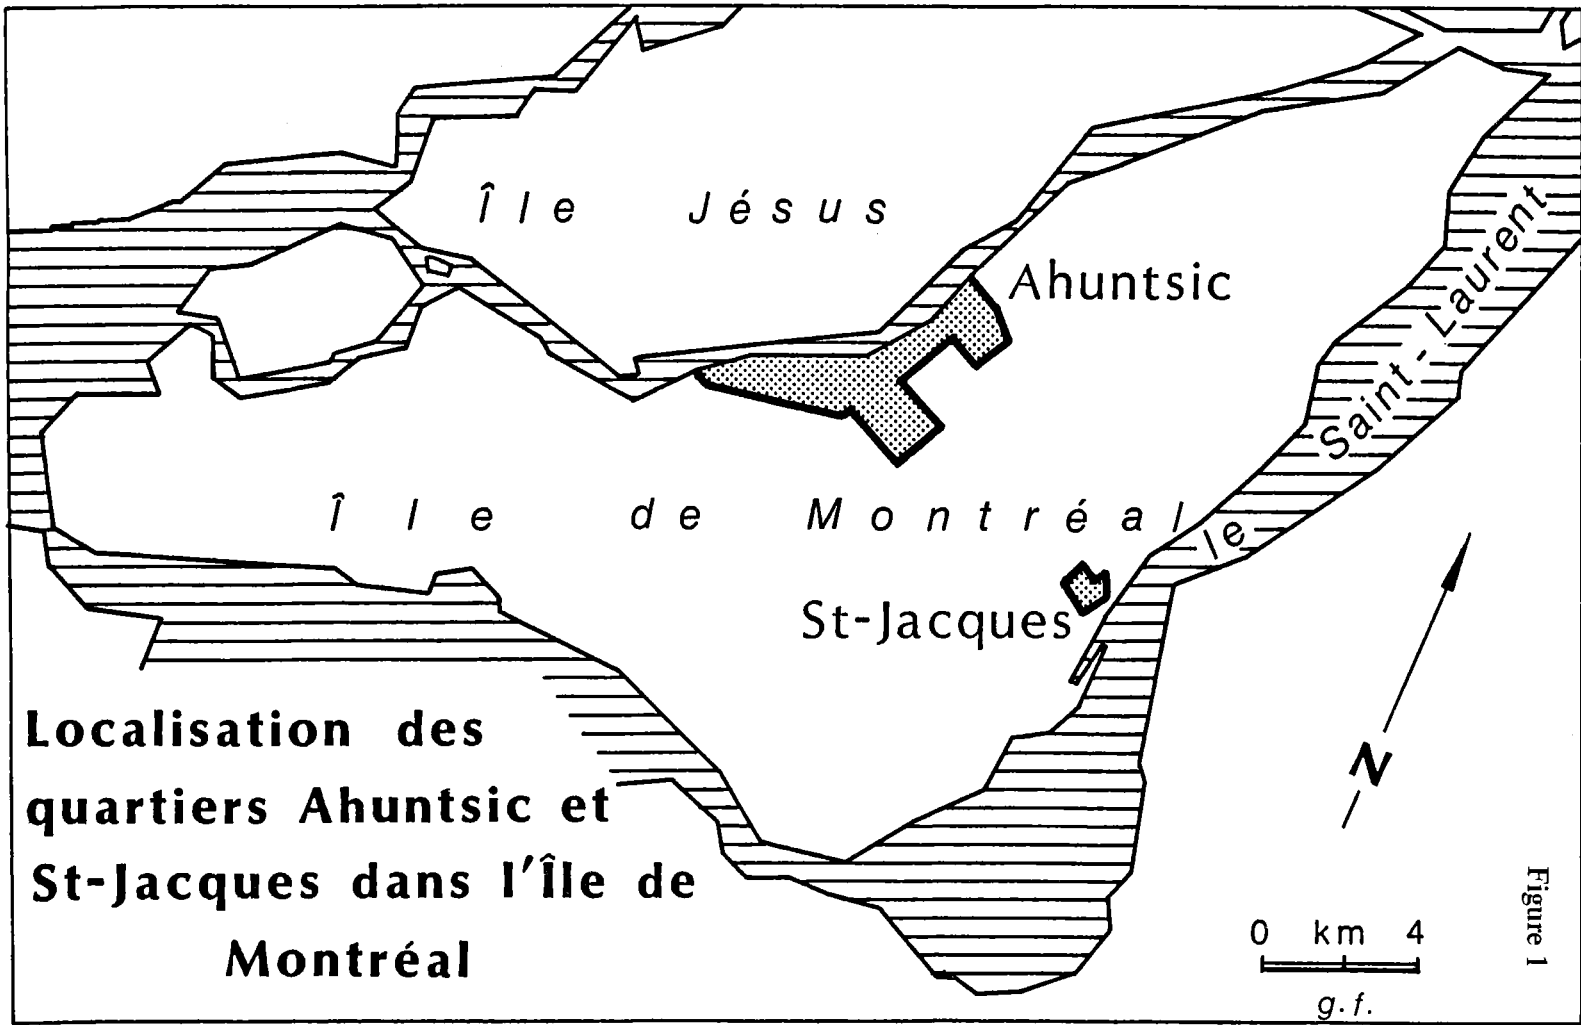 Île Jésus
Ahuntsic
le Saint-Laurent
Île de Montréal
St-Jacques
Localisation des
quartiers Ahuntsic et
St-Jacques dans l'Île de
Montréal
N
0 km 4
g.f.
Figure 1